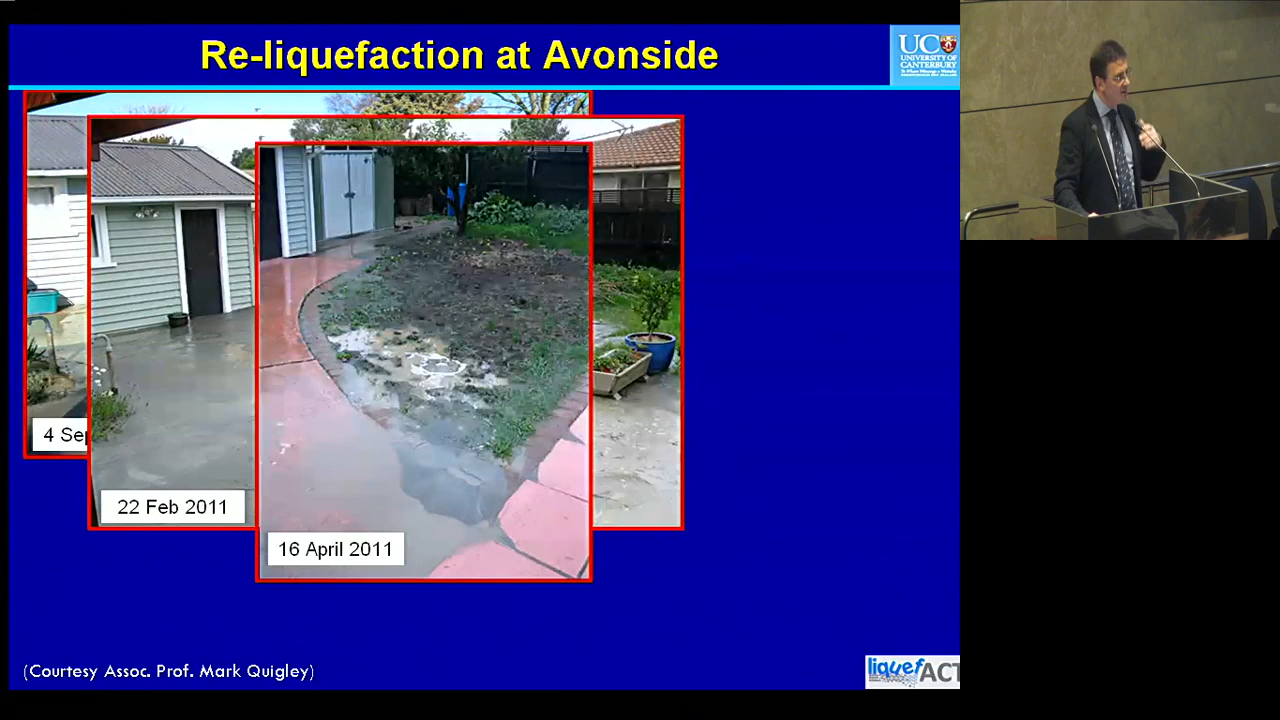 Re-liquefaction at Avonside
UC
UNIVERSITY OF
CANTERBURY
4 Sep
22 Feb 2011
16 April 2011
(Courtesy Assoc. Prof. Mark Quigley)
liquefACT